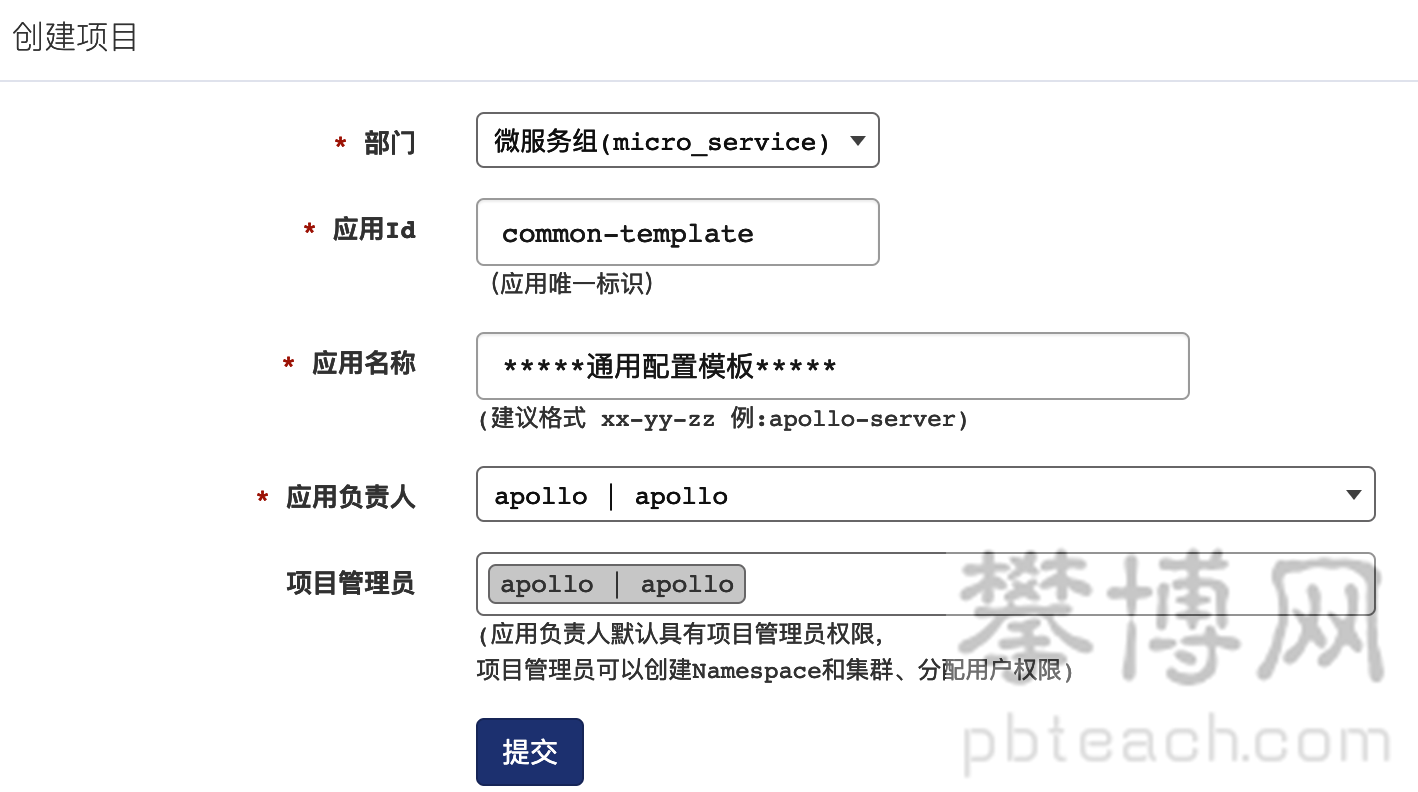 创建项目
* 部门 微服务组(micro_service)
* 应用Id common-template
(应用唯一标识)
* 应用名称 *****通用配置模板*****
(建议格式 xx-yy-zz 例:apollo-server)
* 应用负责人 apollo | apollo
项目管理员 apollo | apollo
(应用负责人默认具有项目管理员权限,
项目管理员可以创建Namespace和集群、分配用户权限)
提交
攀博网
pbteach.com